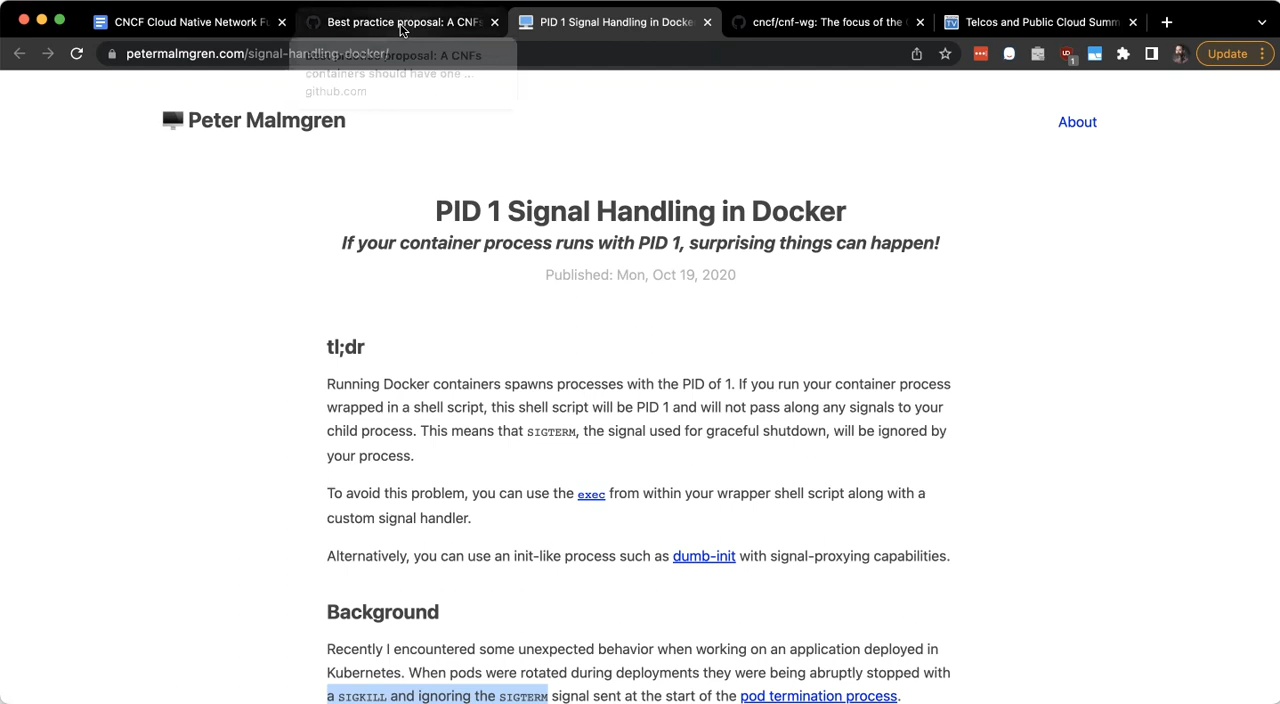 CNCF Cloud Native Network Fu
Best practice proposal: A CNFs
PID 1 Signal Handling in Docke
cncf/cnf-wg: The focus of the
Telcos and Public Cloud Summ
petermalmgren.com/signal-handling-docker/
Update
Best practice proposal: A CNFs
containers should have one ...
github.com
Peter Malmgren
About
PID 1 Signal Handling in Docker
If your container process runs with PID 1, surprising things can happen!
Published: Mon, Oct 19, 2020
tl;dr
Running Docker containers spawns processes with the PID of 1. If you run your container process
wrapped in a shell script, this shell script will be PID 1 and will not pass along any signals to your
child process. This means that SIGTERM, the signal used for graceful shutdown, will be ignored by
your process.
To avoid this problem, you can use the exec from within your wrapper shell script along with a
custom signal handler.
Alternatively, you can use an init-like process such as dumb-init with signal-proxying capabilities.
Background
Recently I encountered some unexpected behavior when working on an application deployed in
Kubernetes. When pods were rotated during deployments they were being abruptly stopped with
a SIGKILL and ignoring the SIGTERM signal sent at the start of the pod termination process.